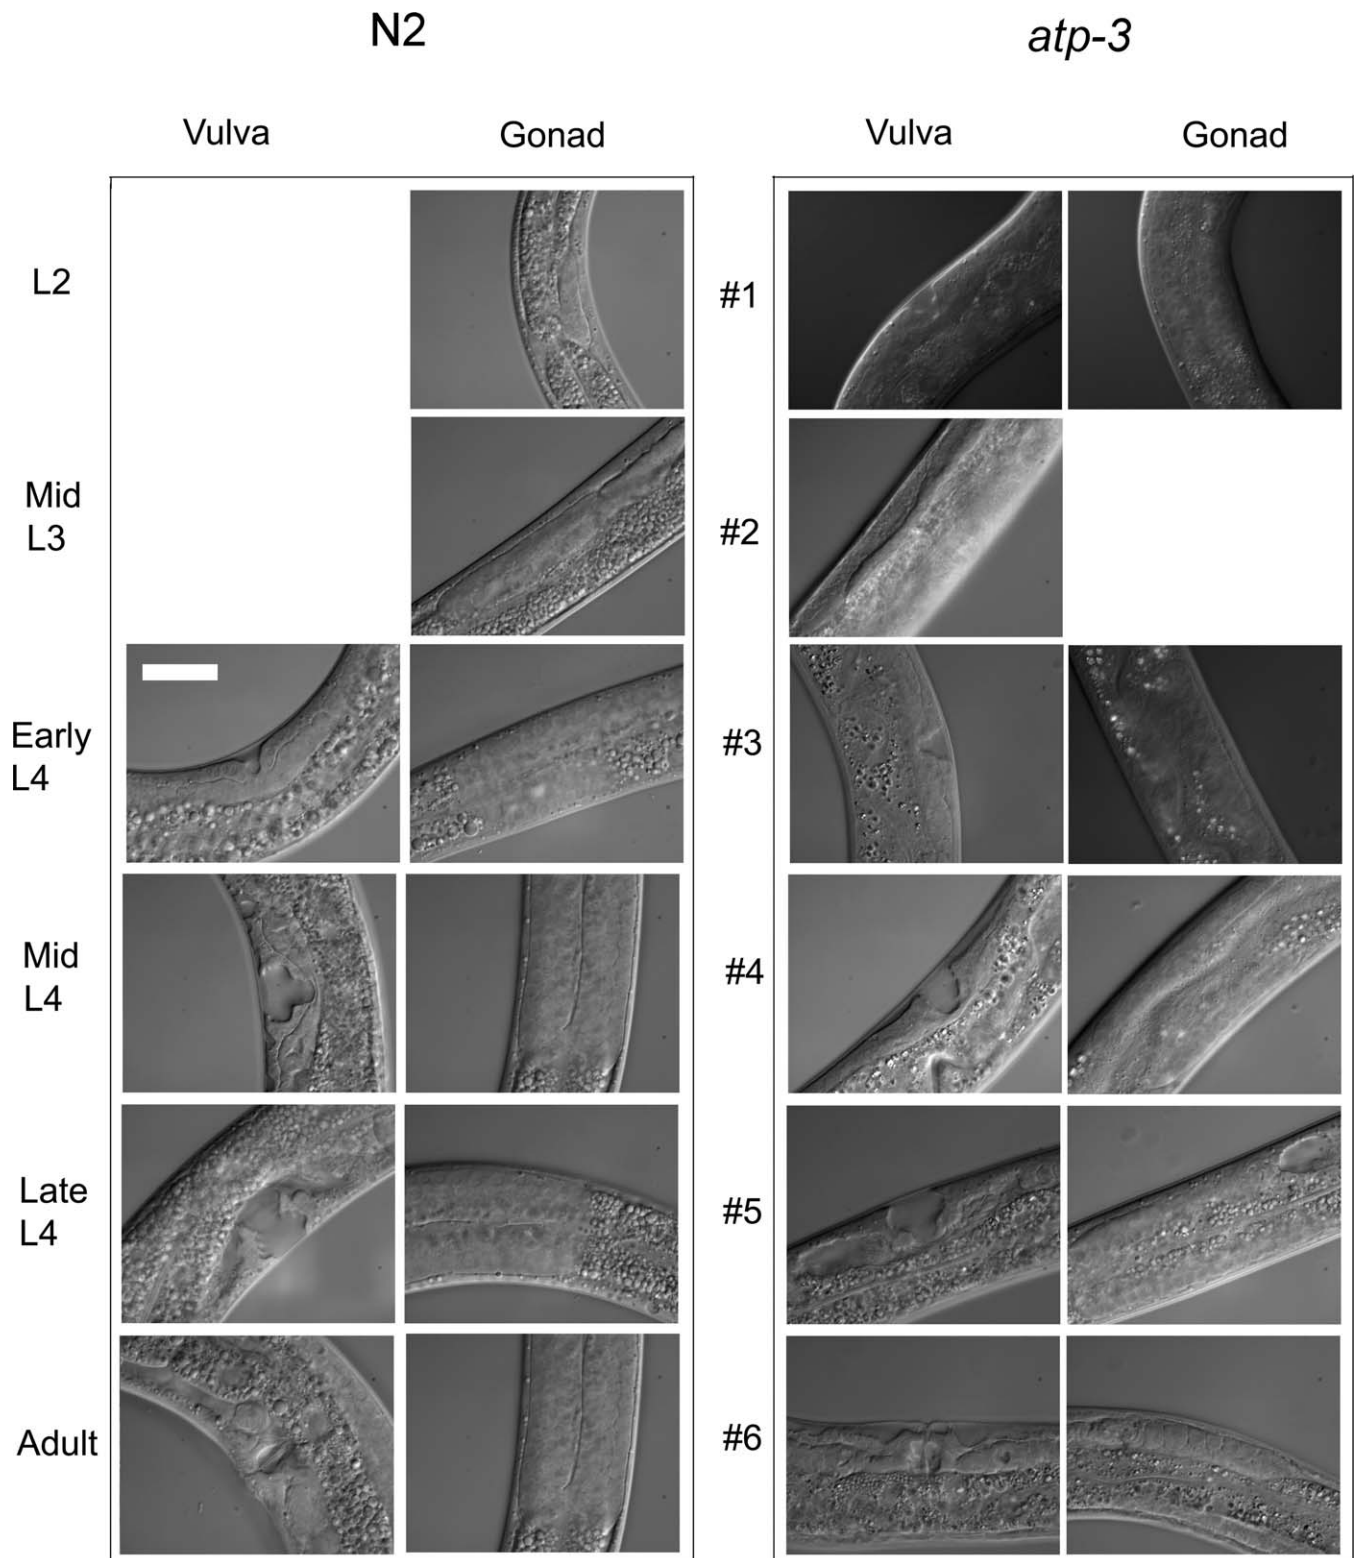 N2
atp-3
Vulva
Gonad
Vulva
Gonad
L2
#1
Mid
L3
#2
Early
L4
#3
Mid
L4
#4
Late
L4
#5
Adult
#6